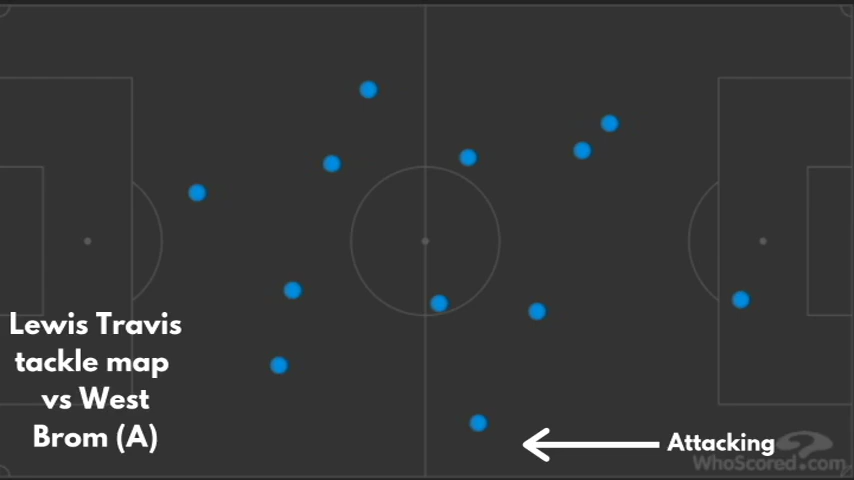 Lewis Travis
tackle map
vs West
Brom (A)
Attacking
WhoScored.com